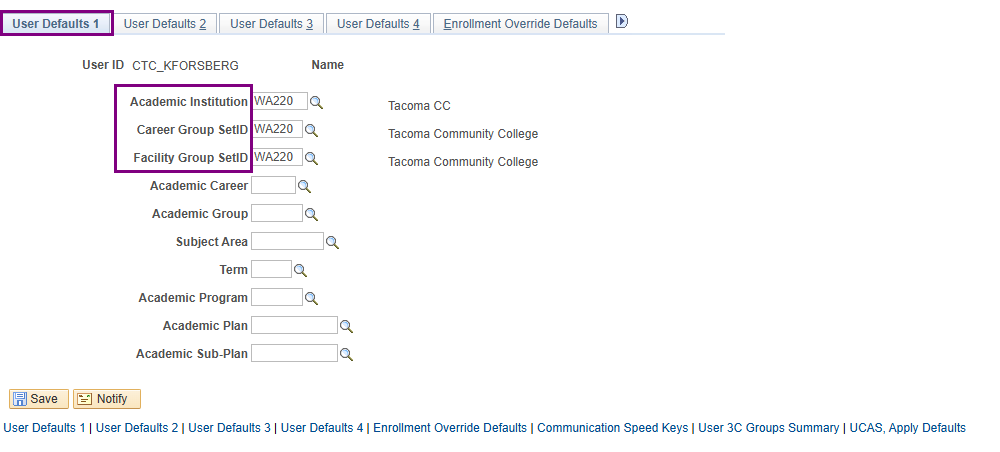 User Defaults 1 User Defaults 2 User Defaults 3 User Defaults 4 Enrollment Override Defaults
User ID CTC_KFORSBERG Name
Academic Institution WA220 Tacoma CC
Career Group SetID WA220 Tacoma Community College
Facility Group SetID WA220 Tacoma Community College
Academic Career
Academic Group
Subject Area
Term
Academic Program
Academic Plan
Academic Sub-Plan
Save Notify
User Defaults 1 | User Defaults 2 | User Defaults 3 | User Defaults 4 | Enrollment Override Defaults | Communication Speed Keys | User 3C Groups Summary | UCAS, Apply Defaults